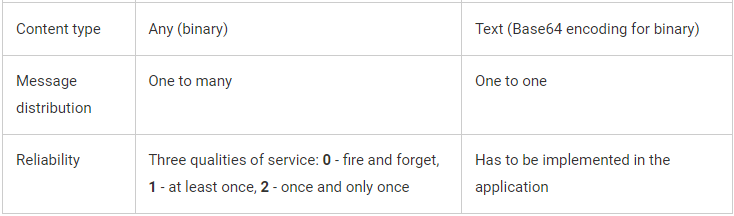 Content type
Any (binary)
Text (Base64 encoding for binary)
Message
distribution
One to many
One to one
Reliability
Three qualities of service: 0 - fire and forget,
1 - at least once, 2 - once and only once
Has to be implemented in the
application